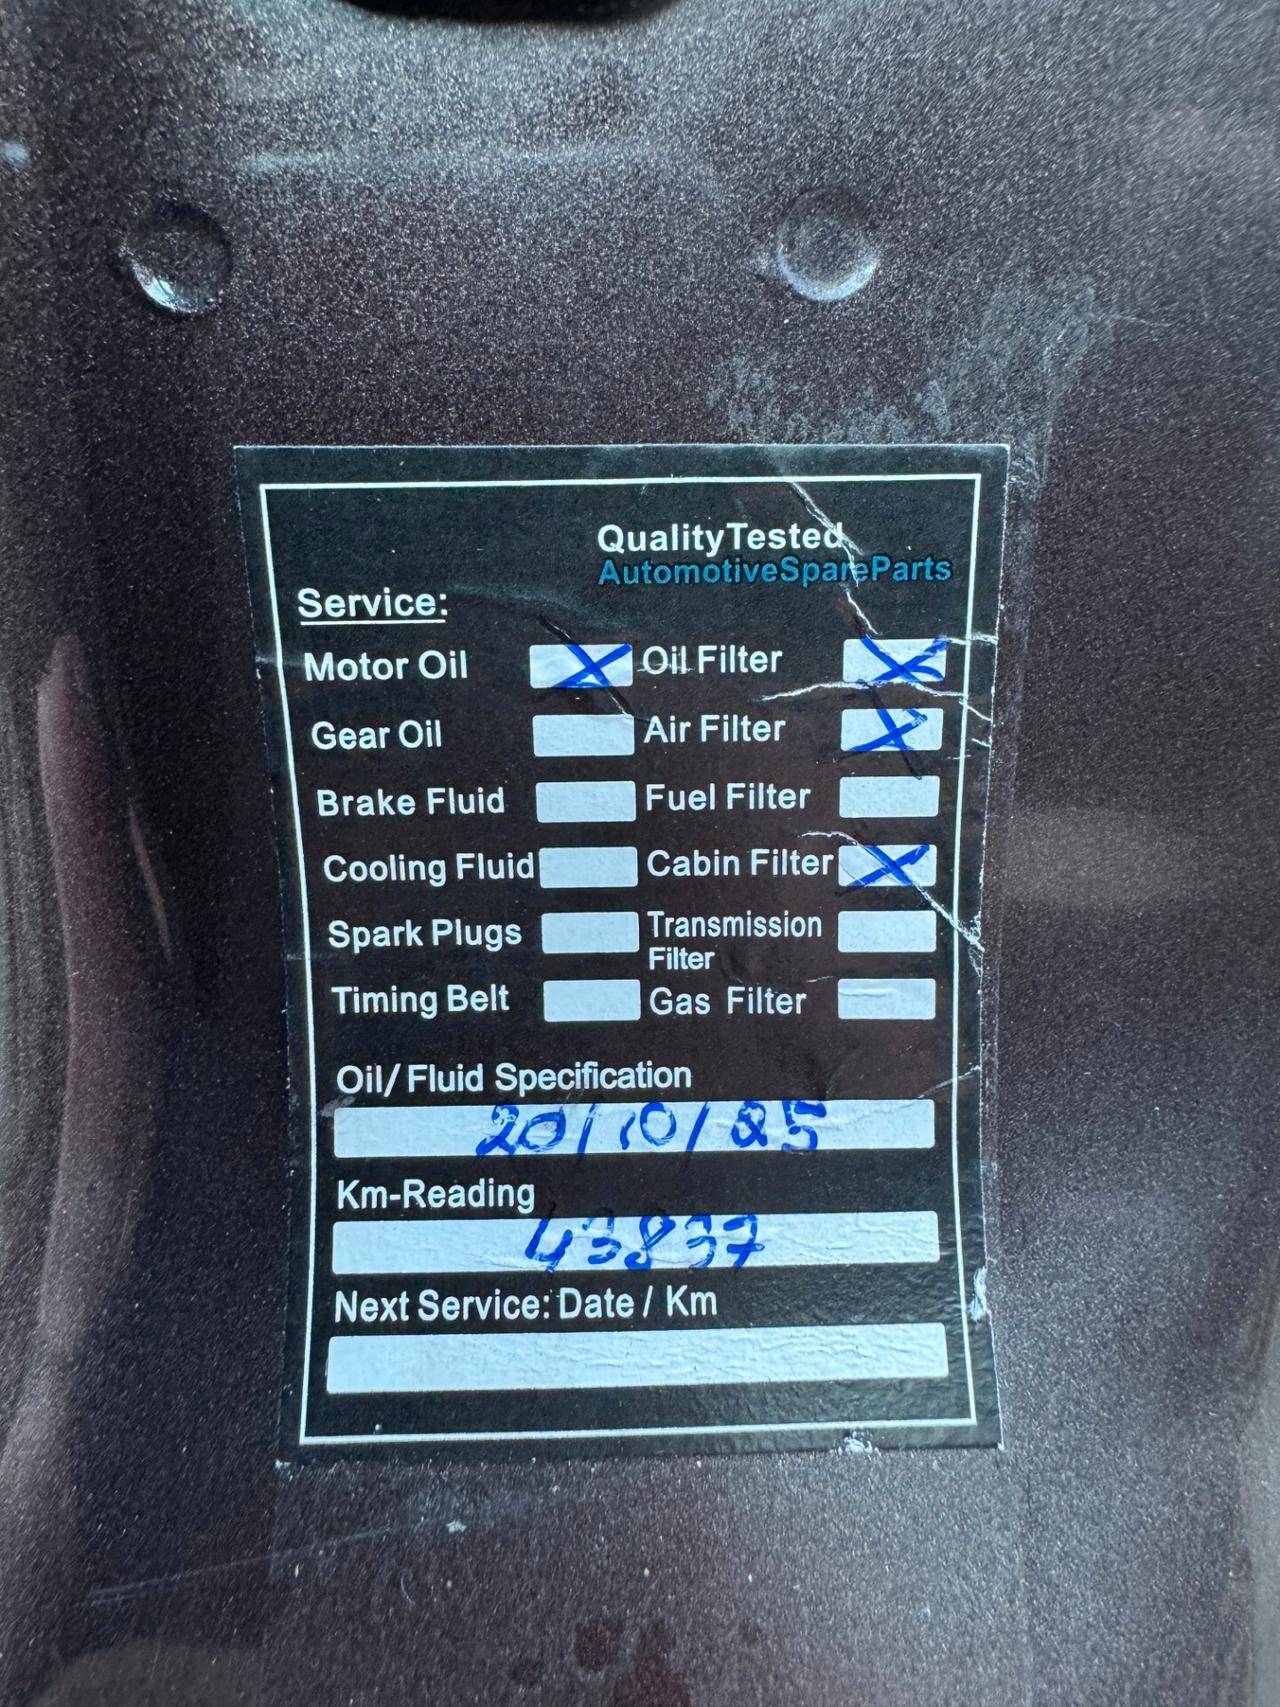 QualityTested
AutomotiveSpareParts
Service:
Motor Oil X Oil Filter X
Gear Oil Air Filter X
Brake Fluid Fuel Filter
Cooling Fluid Cabin Filter X
Spark Plugs Transmission
Filter
Timing Belt Gas Filter
Oil/Fluid Specification
20/10/25
Km-Reading
43837
Next Service: Date / Km